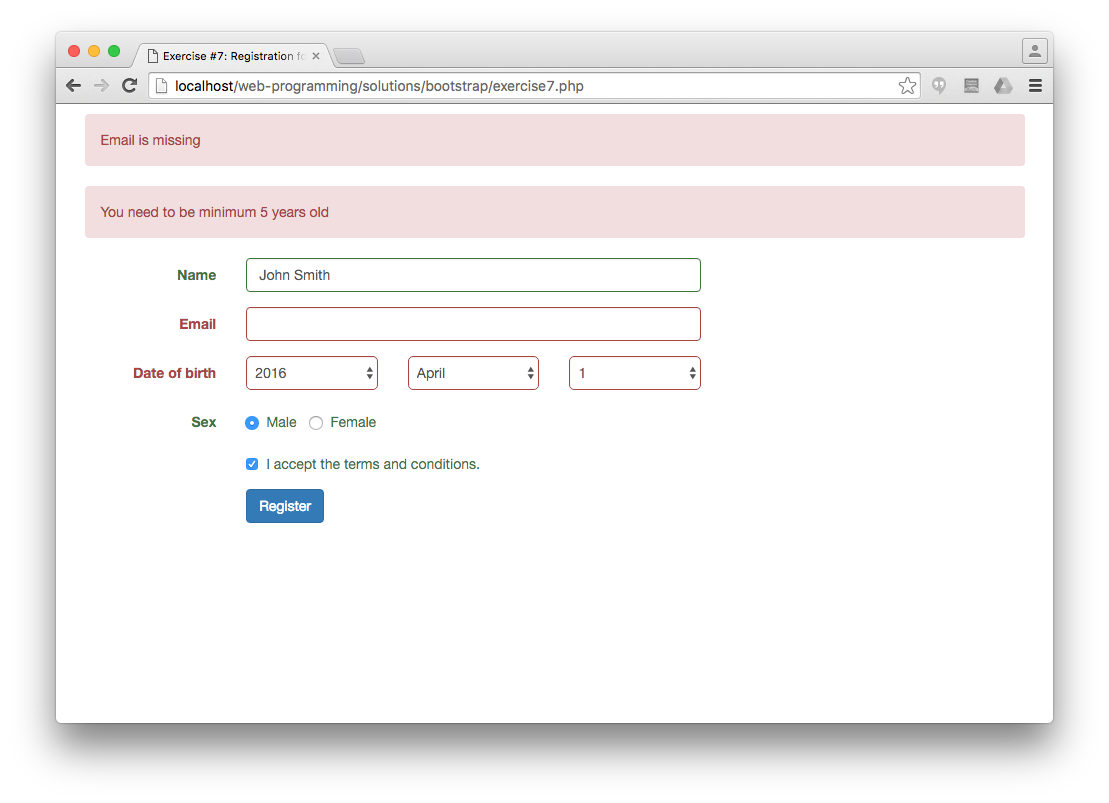 Exercise #7: Registration fo
localhost/web-programming/solutions/bootstrap/exercise7.php
Email is missing
You need to be minimum 5 years old
Name John Smith
Email
Date of birth 2016 April 1
Sex Male Female
I accept the terms and conditions.
Register